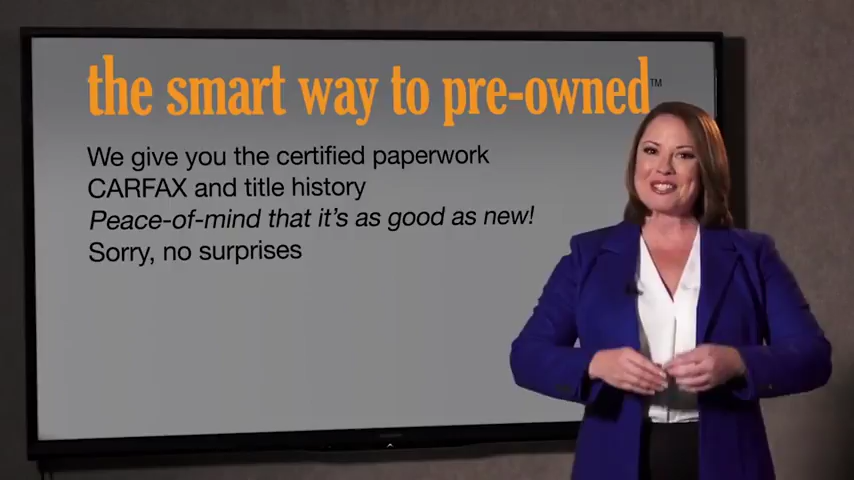 the smart way to pre-owned™
We give you the certified paperwork
CARFAX and title history
Peace-of-mind that it's as good as new!
Sorry, no surprises